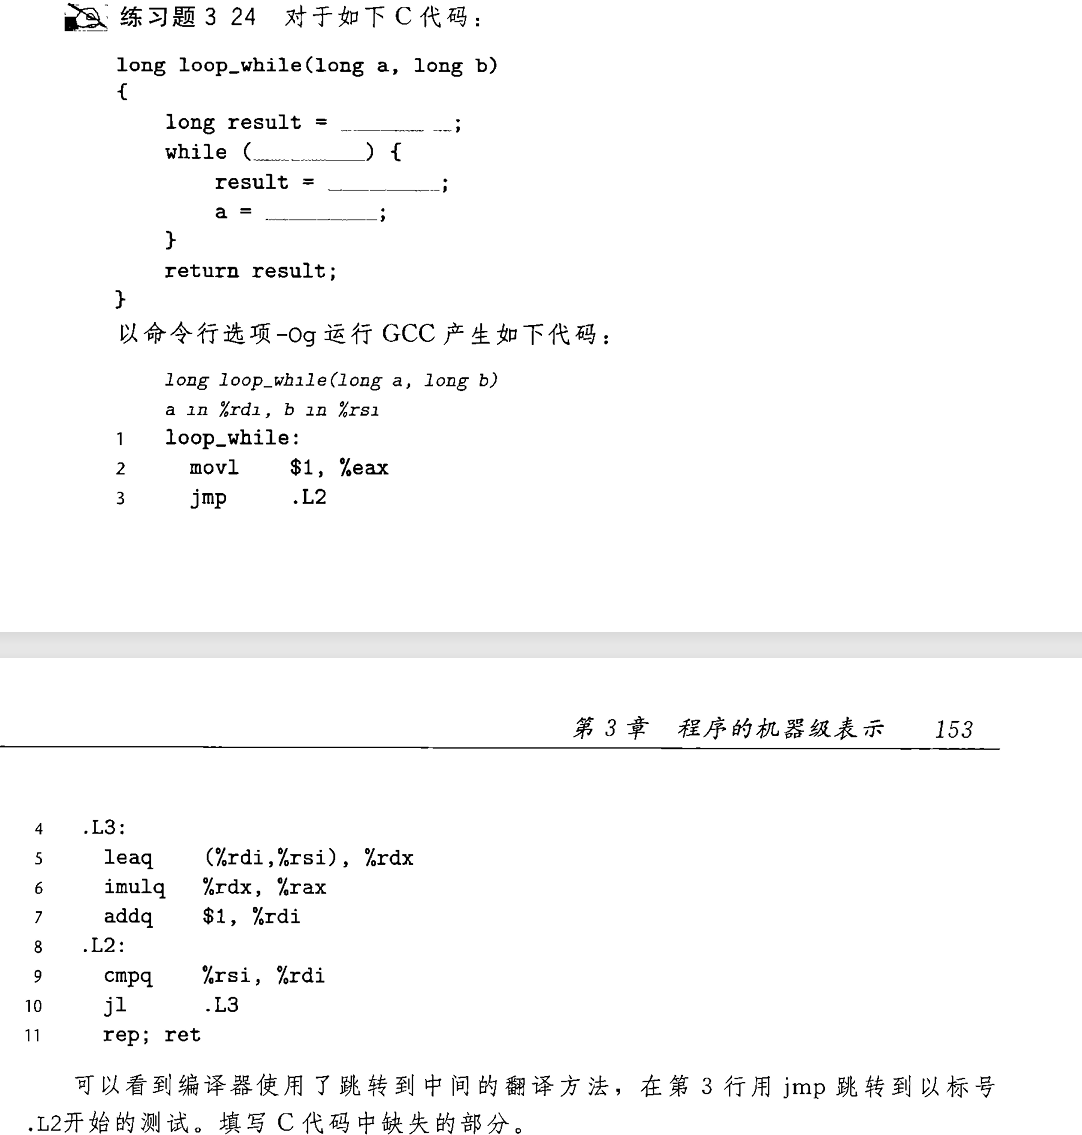 练习题 3 24 对于如下 C 代码：
long loop_while(long a, long b)
{
long result = ________ __;
while (___________) {
result = ___________;
a = ___________;
}
return result;
}
以命令行选项-Og 运行 GCC 产生如下代码：
long loop_while(long a, long b)
a in %rdi, b in %rsi
1 loop_while:
2 movl $1, %eax
3 jmp .L2
第 3 章 程序的机器级表示 153
4 .L3:
5 leaq (%rdi,%rsi), %rdx
6 imulq %rdx, %rax
7 addq $1, %rdi
8 .L2:
9 cmpq %rsi, %rdi
10 jl .L3
11 rep; ret
可以看到编译器使用了跳转到中间的翻译方法，在第 3 行用 jmp 跳转到以标号
.L2开始的测试。填写 C 代码中缺失的部分。